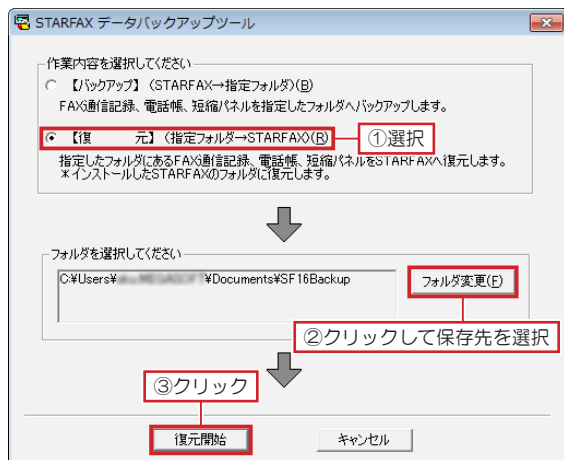 STARFAX データバックアップツール
作業内容を選択してください
【バックアップ】 (STARFAX→指定フォルダ)(B)
FAX通信記録、電話帳、短縮パネルを指定したフォルダへバックアップします。
【復 元】 (指定フォルダ→STARFAX)(R)
①選択
指定したフォルダにあるFAX通信記録、電話帳、短縮パネルをSTARFAXへ復元します。
＊インストールしたSTARFAXのフォルダに復元します。
フォルダを選択してください
C:¥Users¥ ¥Documents¥SF16Backup
フォルダ変更(F)
②クリックして保存先を選択
③クリック
復元開始
キャンセル